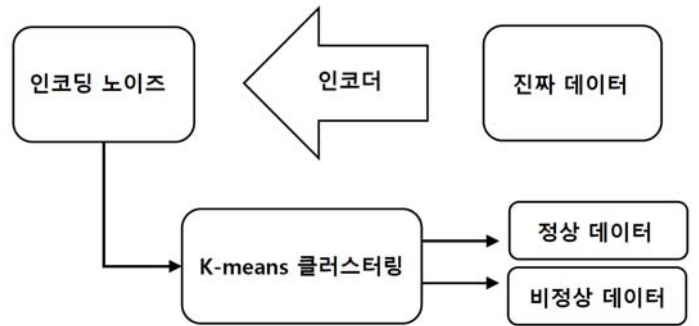 인코딩 노이즈
인코더
진짜 데이터
K-means 클러스터링
정상 데이터
비정상 데이터